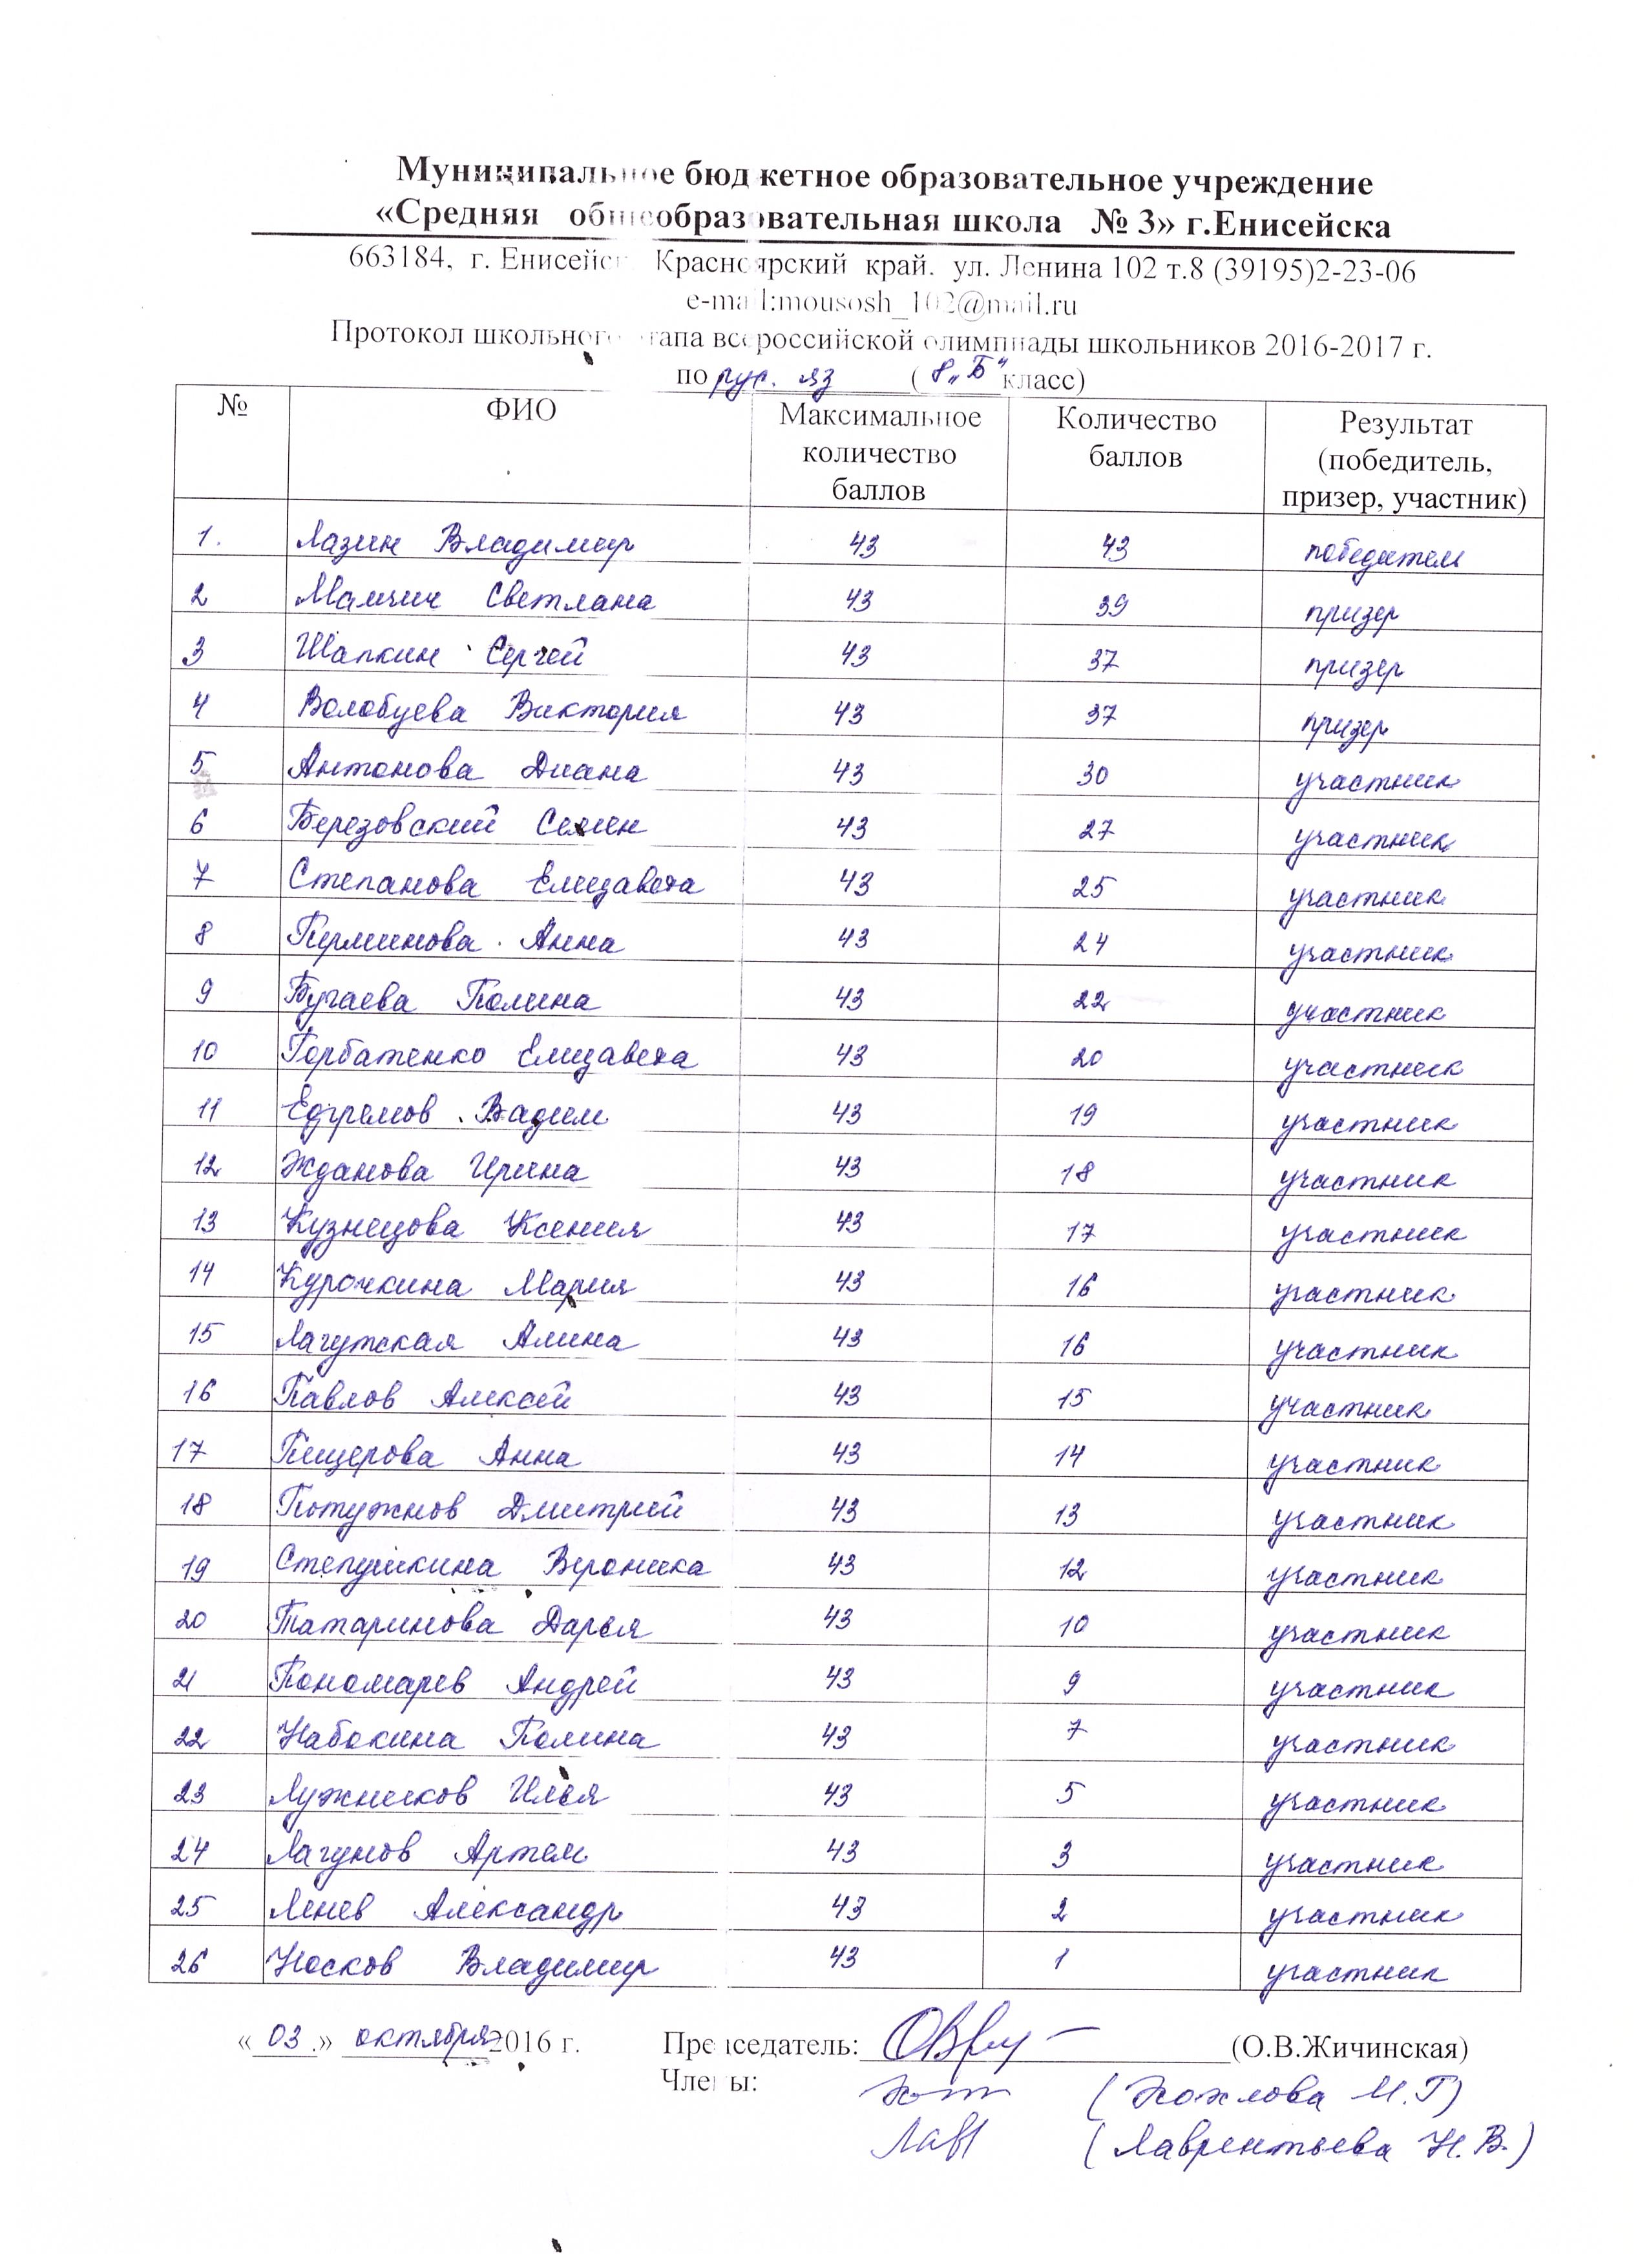 Муниципальное бюджетное образовательное учреждение
«Средняя общеобразовательная школа № 3» г.Енисейска
663184, г. Енисейск Красноярский край. ул. Ленина 102 т.8 (39195)2-23-06
e-mail:mousosh_102@mail.ru
Протокол школьного этапа всероссийской олимпиады школьников 2016-2017 г.
по рус. яз ( 8 „Б" класс)
№ ФИО Максимальное количество баллов Количество баллов Результат (победитель, призер, участник)
1. Лазин Владимир 43 43 победитель
2 Мамчич Светлана 43 39 призер
3 Шапкин Сергей 43 37 призер
4 Волобуева Виктория 43 37 призер
5 Антонова Диана 43 30 участник
6 Березовский Семен 43 27 участник
7 Степанова Елизавета 43 25 участник
8 Перминова Анна 43 24 участник
9 Бугаева Полина 43 22 участник
10 Горбатенко Елизавета 43 20 участник
11 Едгремов Вадим 43 19 участник
12 Жданова Ирина 43 18 участник
13 Кузнецова Ксения 43 17 участник
14 Курочкина Мария 43 16 участник
15 Лагутская Алина 43 16 участник
16 Павлов Алексей 43 15 участник
17 Пещерова Анна 43 14 участник
18 Потужнов Дмитрий 43 13 участник
19 Степушкина Вероника 43 12 участник
20 Татаринова Дарья 43 10 участник
21 Пономарев Андрей 43 9 участник
22 Набокина Полина 43 7 участник
23 Лужников Илья 43 5 участник
24 Лагунов Артем 43 3 участник
25 Ленев Александр 43 2 участник
26 Носков Владимир 43 1 участник
« 03 .» октября 2016 г. Председатель: (О.В.Жичинская)
Члены: ( М.Г)
( Лаврентьева Н.В.)